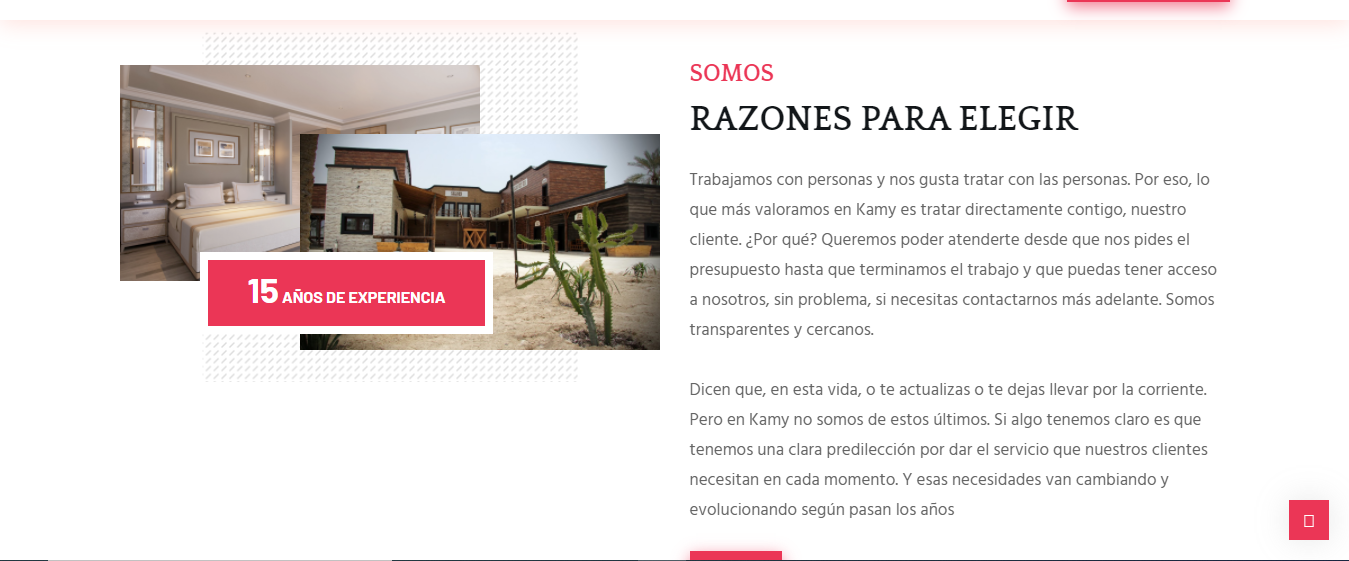 SOMOS
RAZONES PARA ELEGIR
Trabajamos con personas y nos gusta tratar con las personas. Por eso, lo
que más valoramos en Kamy es tratar directamente contigo, nuestro
cliente. ¿Por qué? Queremos poder atenderte desde que nos pides el
presupuesto hasta que terminamos el trabajo y que puedas tener acceso
a nosotros, sin problema, si necesitas contactarnos más adelante. Somos
transparentes y cercanos.
Dicen que, en esta vida, o te actualizas o te dejas llevar por la corriente.
Pero en Kamy no somos de estos últimos. Si algo tenemos claro es que
tenemos una clara predilección por dar el servicio que nuestros clientes
necesitan en cada momento. Y esas necesidades van cambiando y
evolucionando según pasan los años
15 AÑOS DE EXPERIENCIA